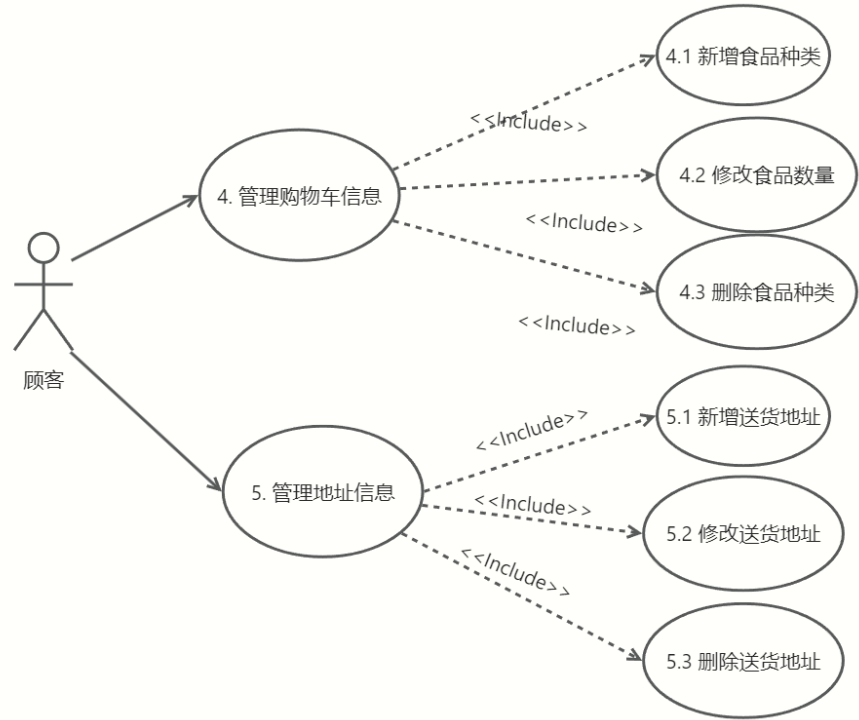 4.1 新增食品种类
<<Include>>
4. 管理购物车信息
4.2 修改食品数量
<<Include>>
4.3 删除食品种类
<<Include>>
顾客
5.1 新增送货地址
<<Include>>
5. 管理地址信息
<<Include>>
5.2 修改送货地址
<<Include>>
5.3 删除送货地址